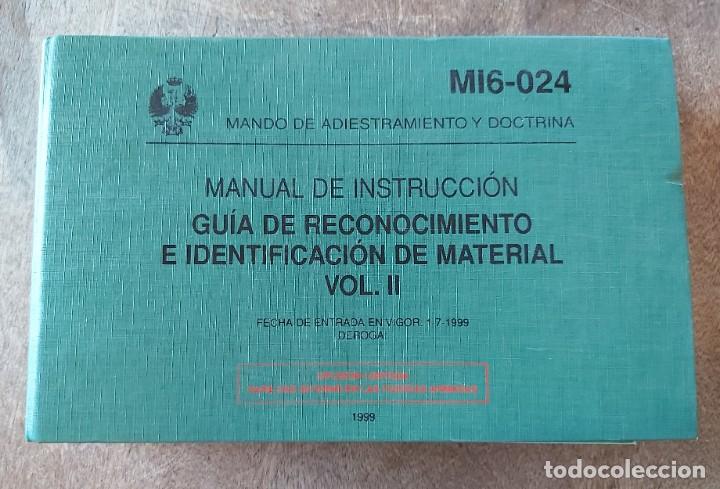 MI6-024
MANDO DE ADIESTRAMIENTO Y DOCTRINA
MANUAL DE INSTRUCCIÓN
GUÍA DE RECONOCIMIENTO
E IDENTIFICACIÓN DE MATERIAL
VOL. II
FECHA DE ENTRADA EN VIGOR: 1-7-1999
DEROGA:
1999
todocoleccion